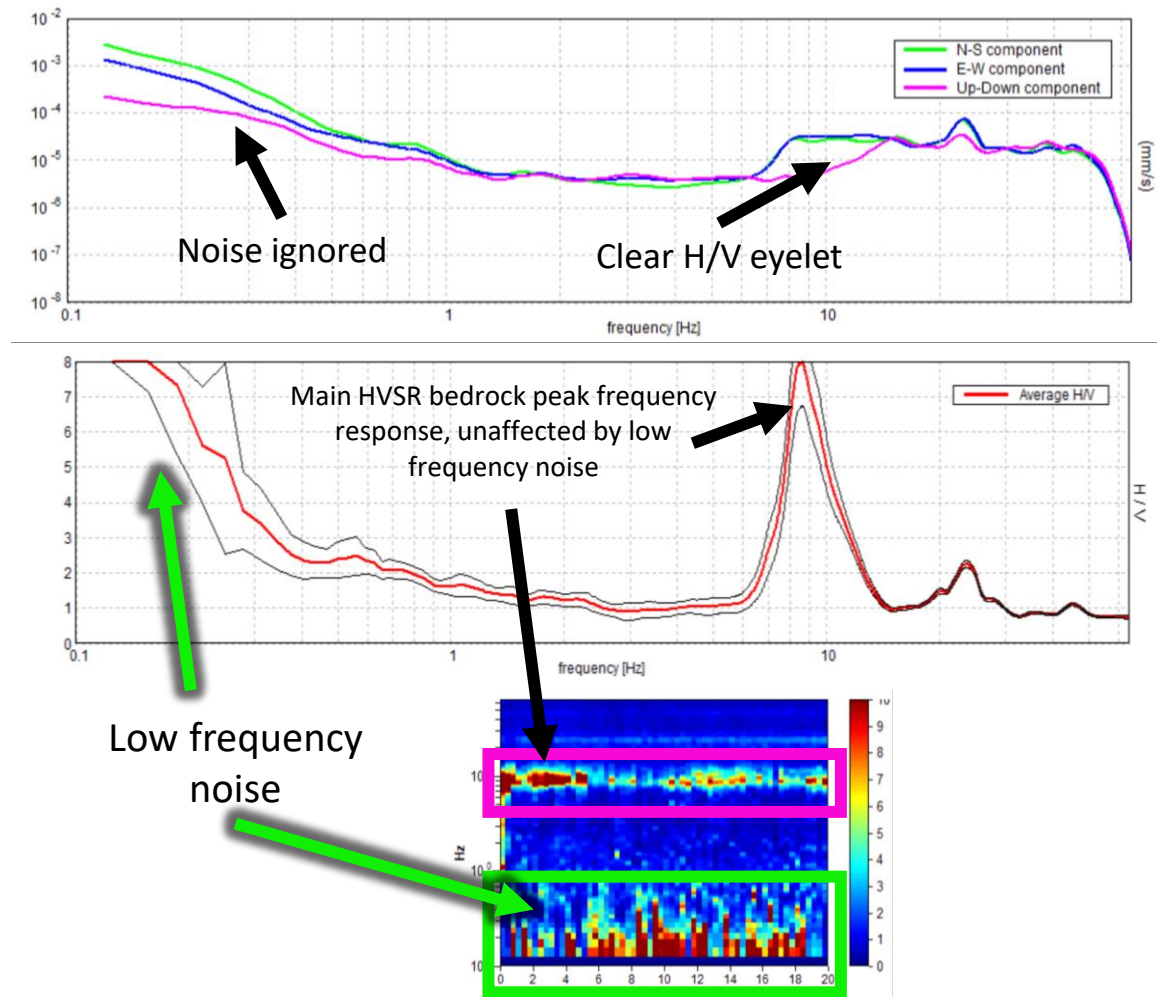 10-2
10-3
10-4
10-5
10-6
10-7
10-8
N-S component
E-W component
Up-Down component
(mm/s)
Noise ignored
Clear H/V eyelet
0.1
1
10
frequency [Hz]
8
7
6
5
4
3
2
1
0
Main HVSR bedrock peak frequency
response, unaffected by low
frequency noise
Average H/V
H / V
0.1
1
10
frequency [Hz]
Low frequency
noise
Hz
10 0
0 2 4 6 8 10 12 14 16 18 20
10
9
8
7
6
5
4
3
2
1
0